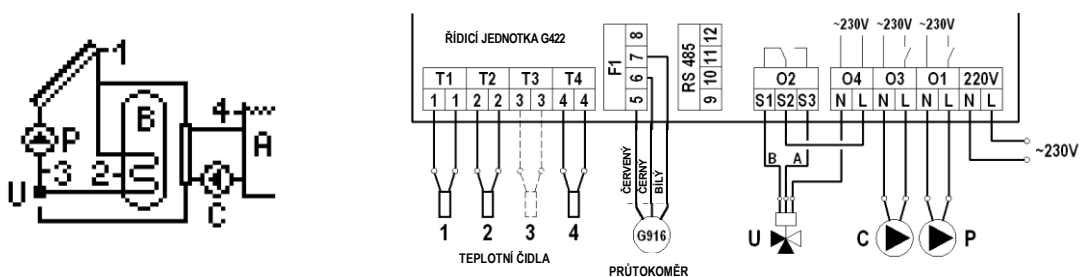 1
B
4
A
P
3
2
U
C
~230V ~230V ~230V
ŘÍDICÍ JEDNOTKA G422
T1 T2 T3 T4
1 1 2 2 3 3 4 4
F1
5 6 7 8
RS 485
9 10 11 12
O2 O4 O3 O1 220V
S1 S2 S3 N L N L N L N L
~230V
B A
ČERVENÝ
ČERNÝ
BÍLÝ
1 2 3 4
TEPLOTNÍ ČIDLA
G916
PRŮTOKOMĚR
U C P